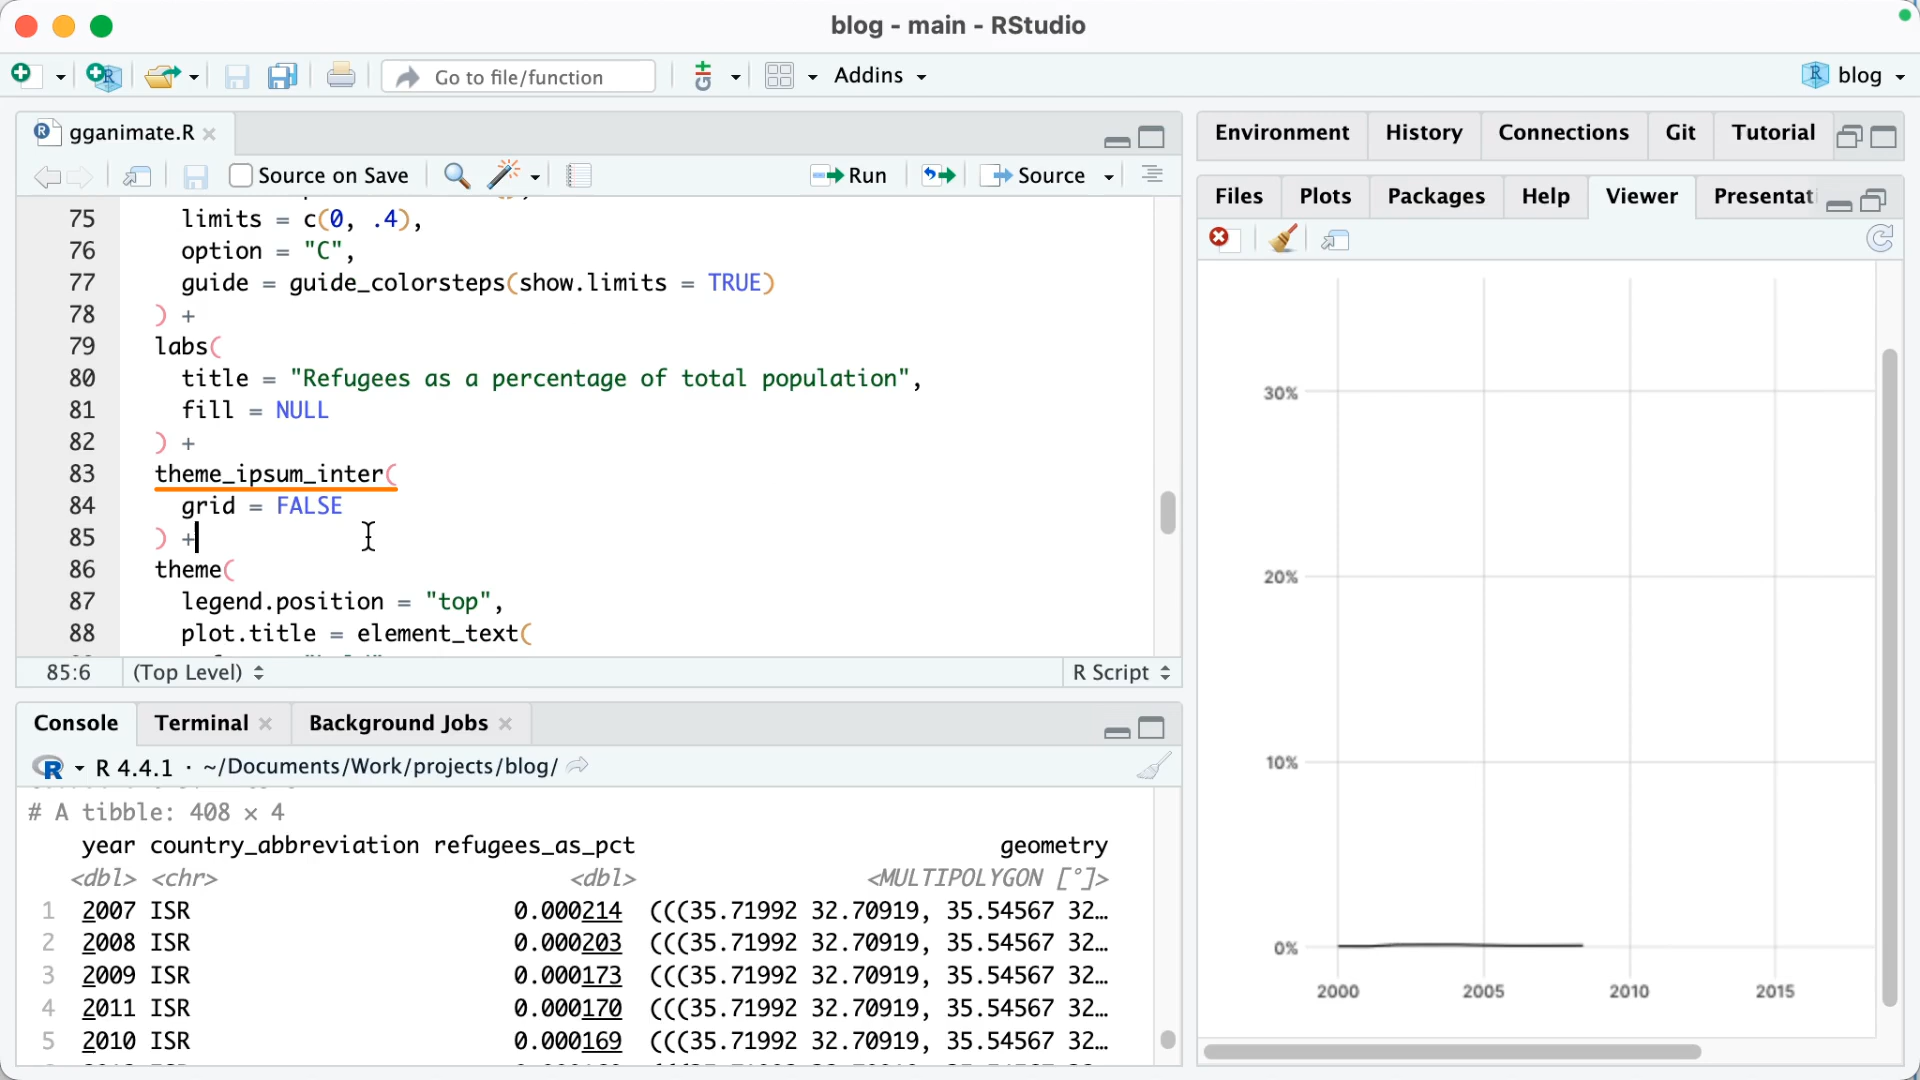 blog - main - RStudio
Go to file/function
Addins
blog
gganimate.R
Source on Save
Run
Source
75 limits = c(0, .4),
76 option = "C",
77 guide = guide_colorsteps(show.limits = TRUE)
78 ) +
79 labs(
80 title = "Refugees as a percentage of total population",
81 fill = NULL
82 ) +
83 theme_ipsum_inter(
84 grid = FALSE
85 ) +
86 theme(
87 legend.position = "top",
88 plot.title = element_text(
85:6 (Top Level) R Script
Console Terminal Background Jobs
R 4.4.1 · ~/Documents/Work/projects/blog/
# A tibble: 408 × 4
year country_abbreviation refugees_as_pct geometry
<dbl> <chr> <dbl> <MULTIPOLYGON [°]>
1 2007 ISR 0.000214 (((35.71992 32.70919, 35.54567 32…
2 2008 ISR 0.000203 (((35.71992 32.70919, 35.54567 32…
3 2009 ISR 0.000173 (((35.71992 32.70919, 35.54567 32…
4 2011 ISR 0.000170 (((35.71992 32.70919, 35.54567 32…
5 2010 ISR 0.000169 (((35.71992 32.70919, 35.54567 32…
Environment History Connections Git Tutorial
Files Plots Packages Help Viewer Presentati
30%
20%
10%
0%
2000 2005 2010 2015